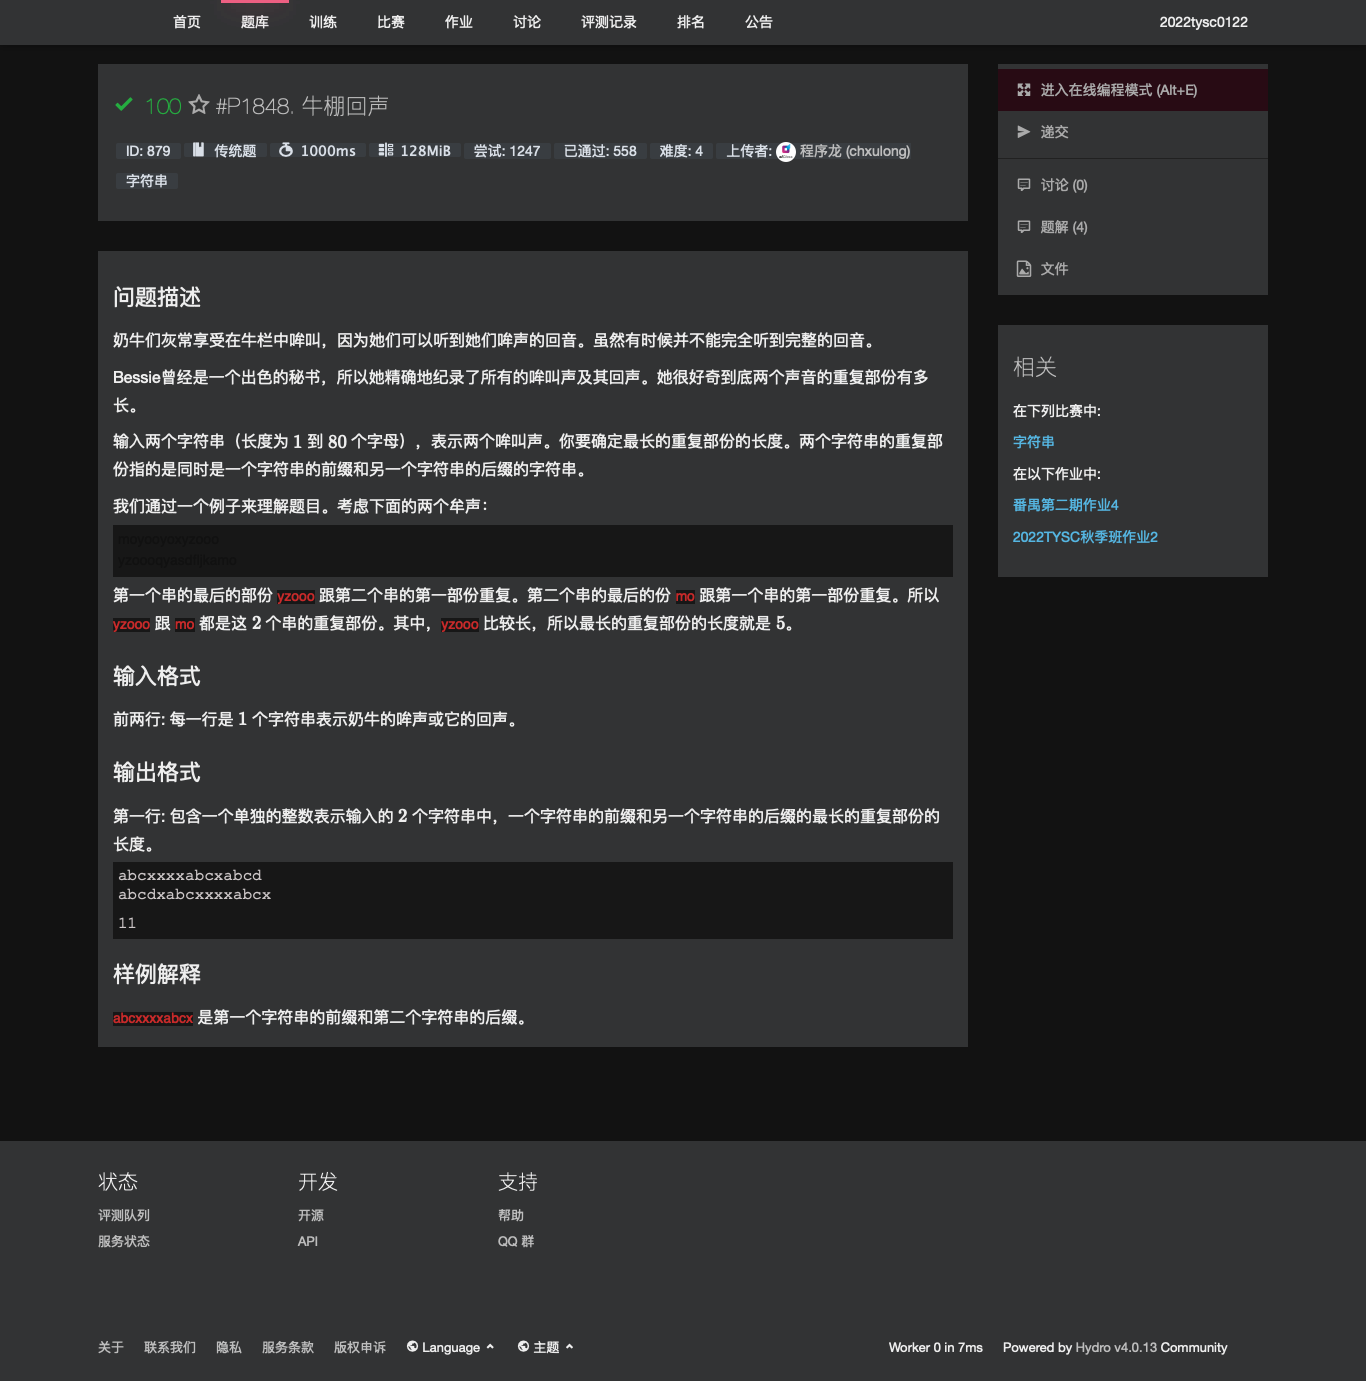 首页 题库 训练 比赛 作业 讨论 评测记录 排名 公告 2022tysc0122
100 #P1848. 牛棚回声
ID: 879 传统题 1000ms 128MiB 尝试: 1247 已通过: 558 难度: 4 上传者: 程序龙 (chxulong)
字符串
问题描述
奶牛们灰常享受在牛栏中哞叫，因为她们可以听到她们哞声的回音。虽然有时候并不能完全听到完整的回音。
Bessie曾经是一个出色的秘书，所以她精确地纪录了所有的哞叫声及其回声。她很好奇到底两个声音的重复部份有多
长。
输入两个字符串（长度为 1 到 80 个字母），表示两个哞叫声。你要确定最长的重复部份的长度。两个字符串的重复部
份指的是同时是一个字符串的前缀和另一个字符串的后缀的字符串。
我们通过一个例子来理解题目。考虑下面的两个牟声：
moyooyoxyzooo
第一个串的最后的部份 yzooo 跟第二个串的第一部份重复。第二个串的最后的份 mo 跟第一个串的第一部份重复。所以
yzooo 跟 mo 都是这 2 个串的重复部份。其中，yzooo 比较长，所以最长的重复部份的长度就是 5。
输入格式
前两行: 每一行是 1 个字符串表示奶牛的哞声或它的回声。
输出格式
第一行: 包含一个单独的整数表示输入的 2 个字符串中，一个字符串的前缀和另一个字符串的后缀的最长的重复部份的
长度。
abcxxxxabcxabcd
abcdxabcxxxxabcx
11
样例解释
abcxxxxabcx 是第一个字符串的前缀和第二个字符串的后缀。
进入在线编程模式 (Alt+E)
递交
讨论 (0)
题解 (4)
文件
相关
在下列比赛中:
字符串
在以下作业中:
番禺第二期作业4
2022TYSC秋季班作业2
状态 开发 支持
评测队列 开源 帮助
服务状态 API QQ 群
关于 联系我们 隐私 服务条款 版权申诉 Language 主题 Worker 0 in 7ms Powered by Hydro v4.0.13 Community